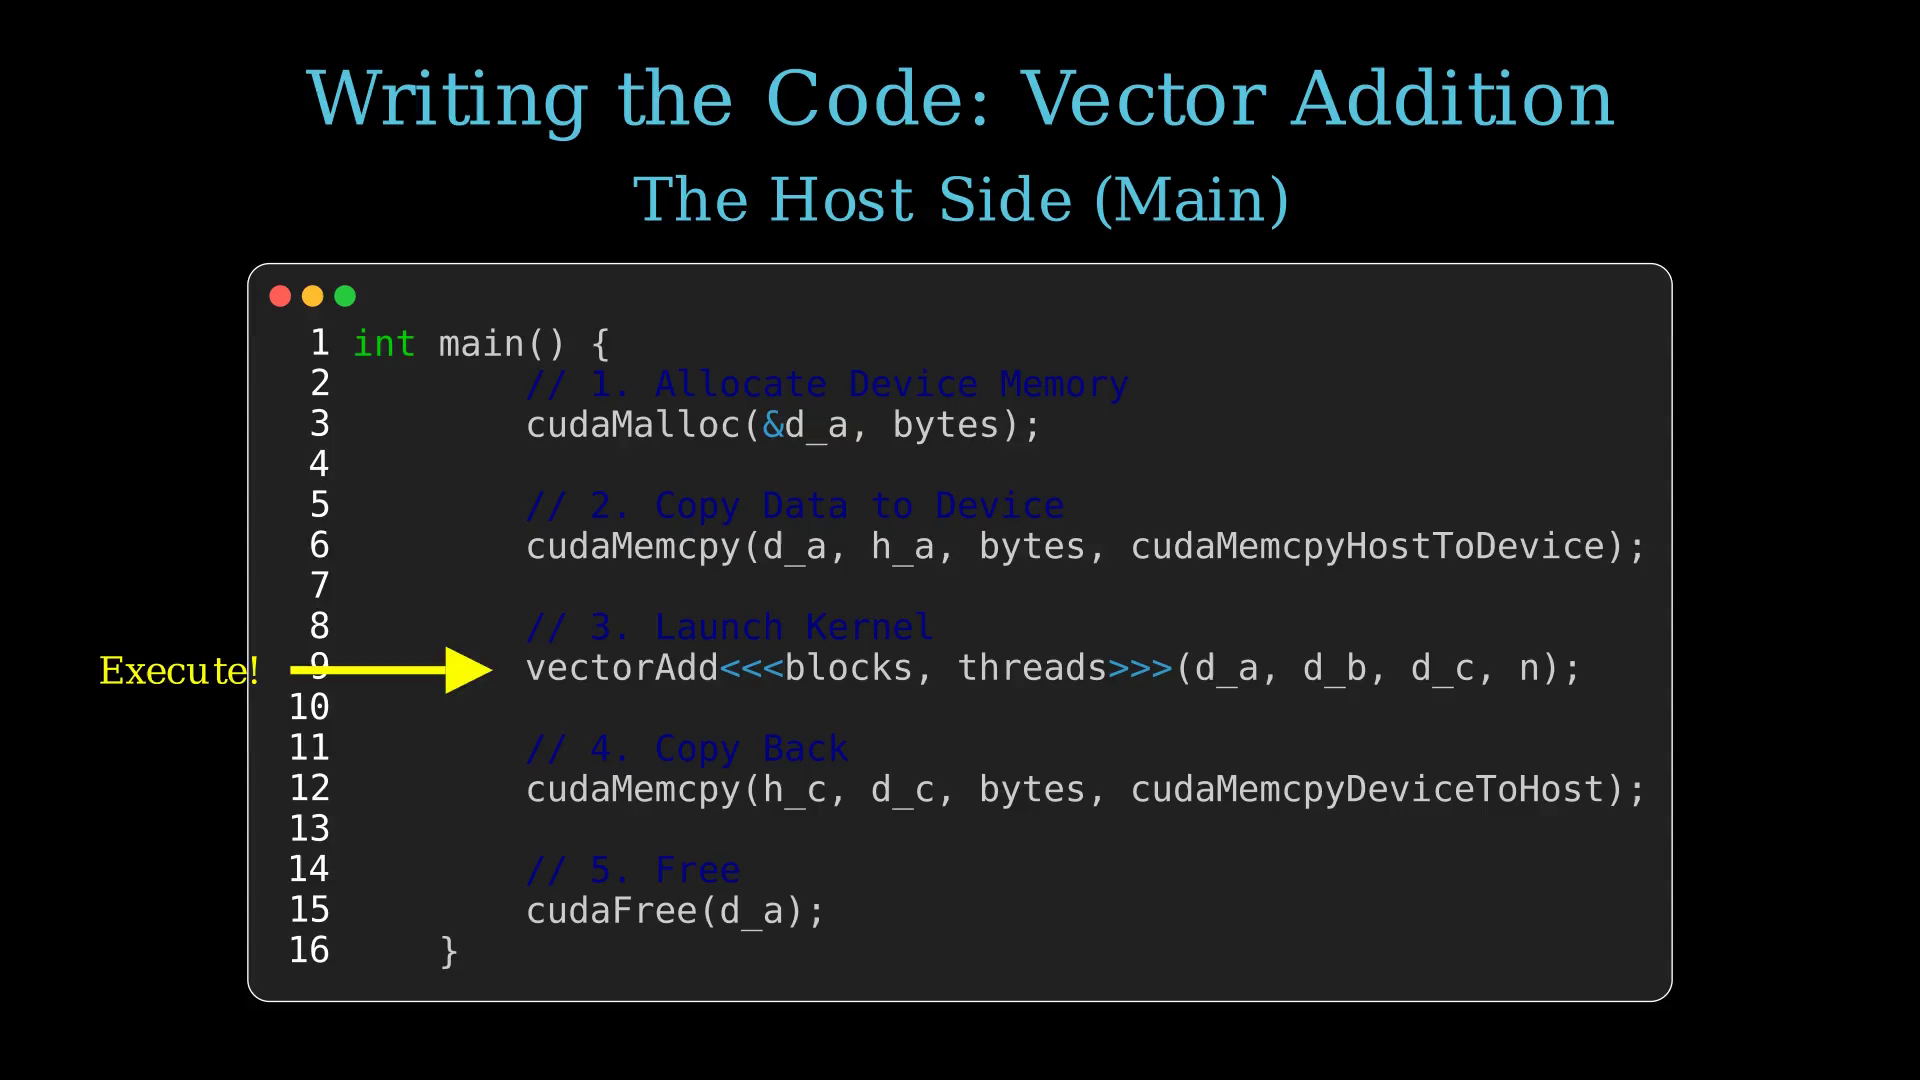 Writing the Code: Vector Addition
The Host Side (Main)
1 int main() {
2 // 1. Allocate Device Memory
3 cudaMalloc(&d_a, bytes);
4
5 // 2. Copy Data to Device
6 cudaMemcpy(d_a, h_a, bytes, cudaMemcpyHostToDevice);
7
8 // 3. Launch Kernel
Execute! 9 vectorAdd<<<blocks, threads>>>(d_a, d_b, d_c, n);
10
11 // 4. Copy Back
12 cudaMemcpy(h_c, d_c, bytes, cudaMemcpyDeviceToHost);
13
14 // 5. Free
15 cudaFree(d_a);
16 }